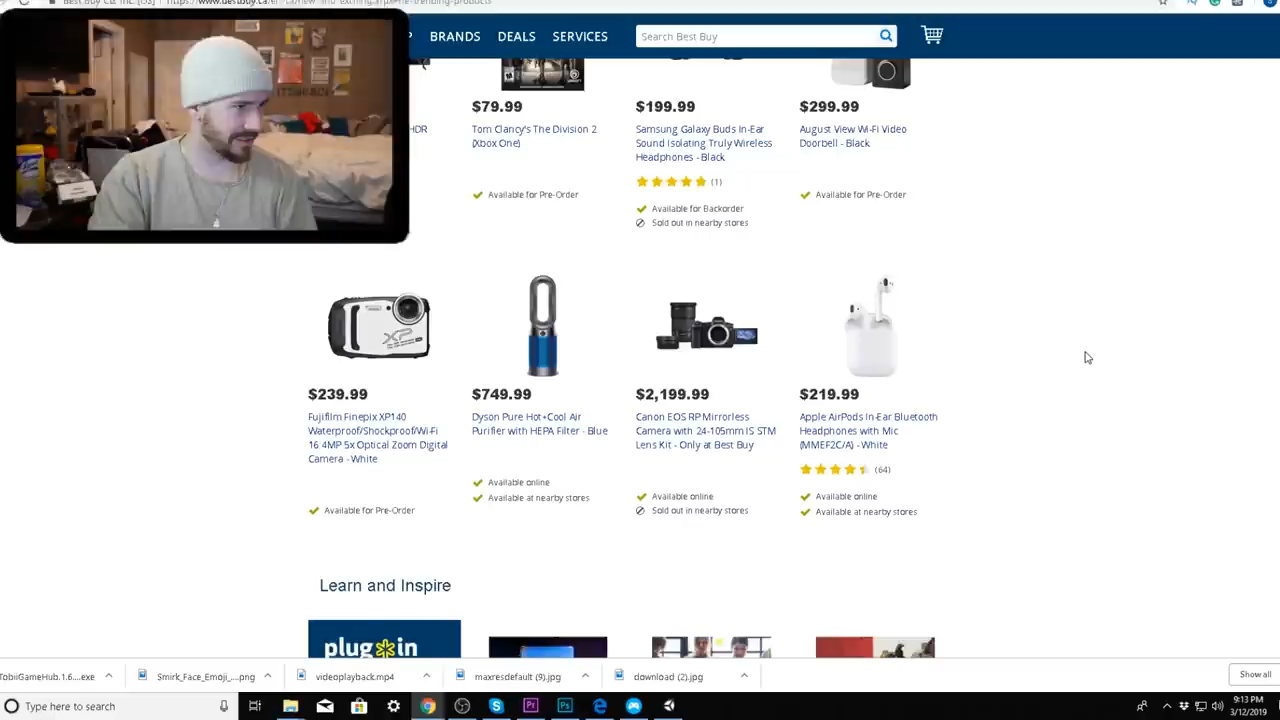 BRANDS DEALS SERVICES Search Best Buy
$79.99
Tom Clancy's The Division 2
(Xbox One)
Available for Pre-Order
$199.99
Samsung Galaxy Buds In-Ear
Sound Isolating Truly Wireless
Headphones - Black
(1)
Available for Backorder
Sold out in nearby stores
$299.99
August View Wi-Fi Video
Doorbell - Black
Available for Pre-Order
HDR
XP
$239.99
Fujifilm Finepix XP140
Waterproof/Shockproof/Wi-Fi
16.4MP 5x Optical Zoom Digital
Camera - White
Available for Pre-Order
$749.99
Dyson Pure Hot+Cool Air
Purifier with HEPA Filter - Blue
Available online
Available at nearby stores
$2,199.99
Canon EOS RP Mirrorless
Camera with 24-105mm IS STM
Lens Kit - Only at Best Buy
Available online
Sold out in nearby stores
$219.99
Apple AirPods In-Ear Bluetooth
Headphones with Mic
(MMEF2C/A) - White
(64)
Available online
Available at nearby stores
Learn and Inspire
plug in
TobiiGameHub.1.6....exe Smirk_Face_Emoji_....png videoplayback.mp4 maxresdefault (9).jpg download (2).jpg Show all
Type here to search
9:13 PM
3/12/2019